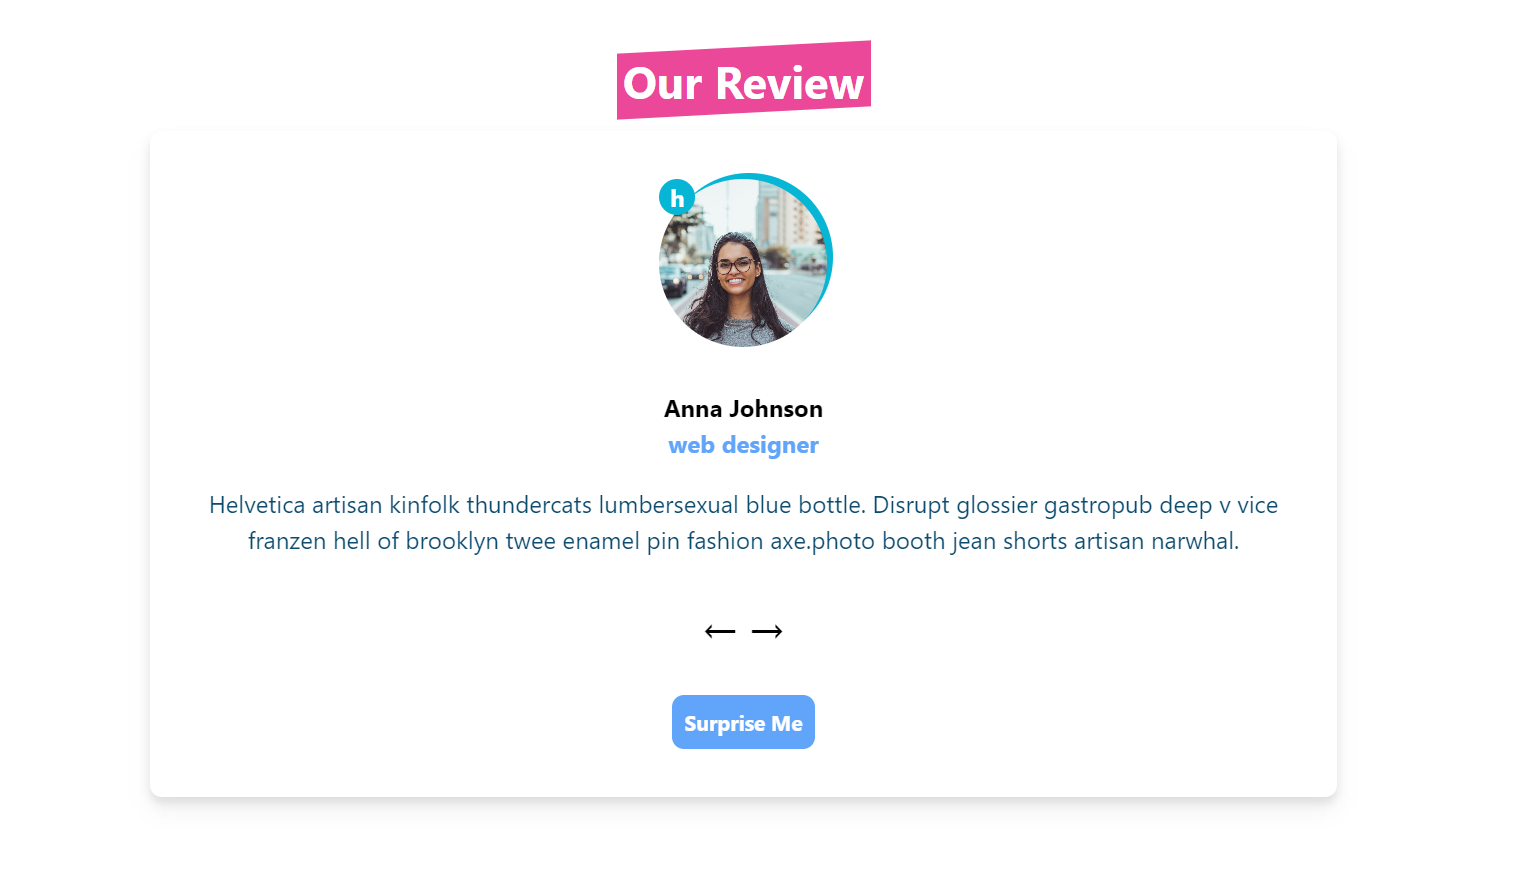 Our Review
h
Anna Johnson
web designer
Helvetica artisan kinfolk thundercats lumbersexual blue bottle. Disrupt glossier gastropub deep v vice
franzen hell of brooklyn twee enamel pin fashion axe.photo booth jean shorts artisan narwhal.
← →
Surprise Me